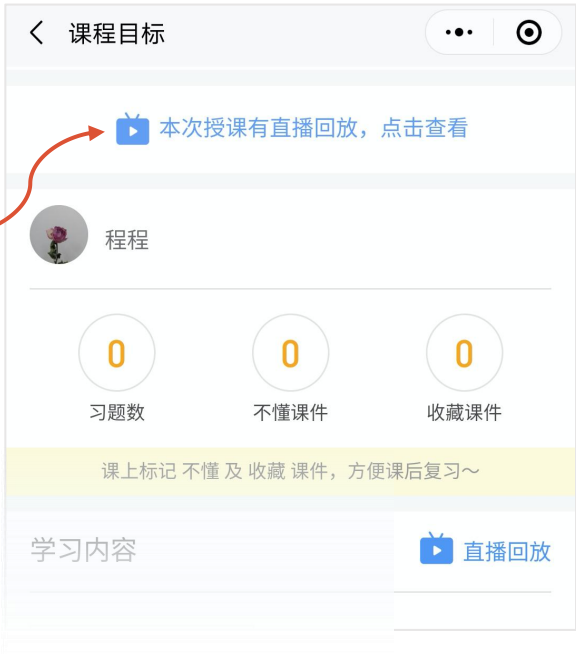 课程目标
本次授课有直播回放，点击查看
程程
0
0
0
习题数
不懂课件
收藏课件
课上标记 不懂 及 收藏 课件，方便课后复习～
学习内容
直播回放